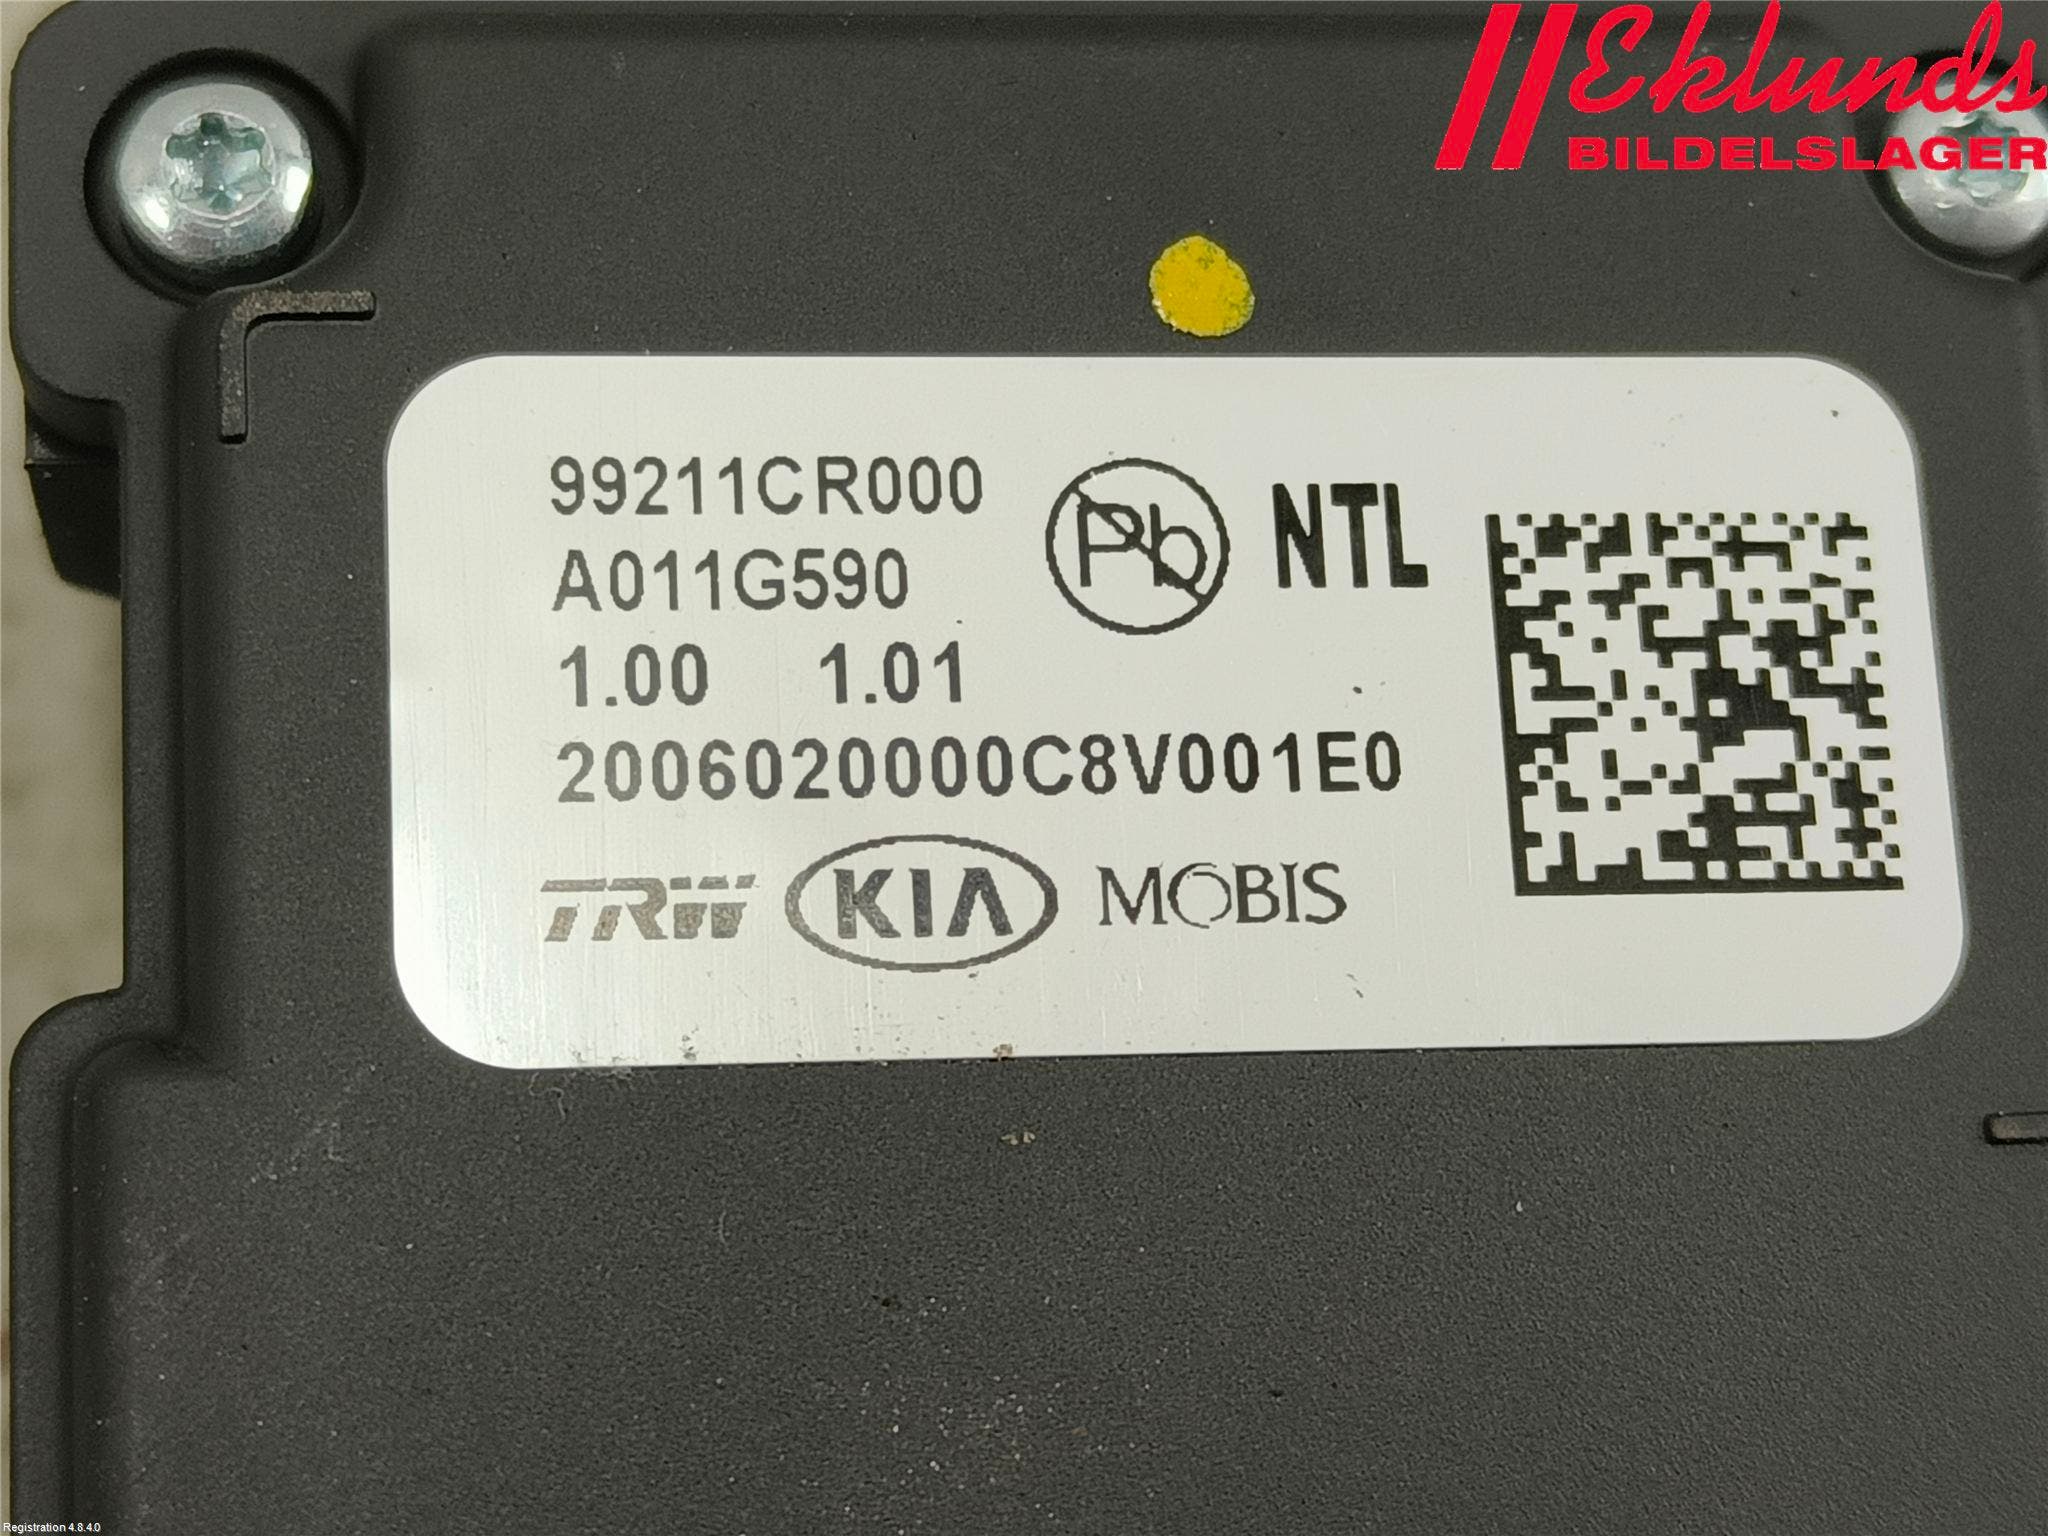 Eklunds
BILDELSLAGER
99211CR000
Pb
NTL
A011G590
1.00 1.01
2006020000C8V001E0
TRW
KIA
MOBIS
Registration 4.8.4.0